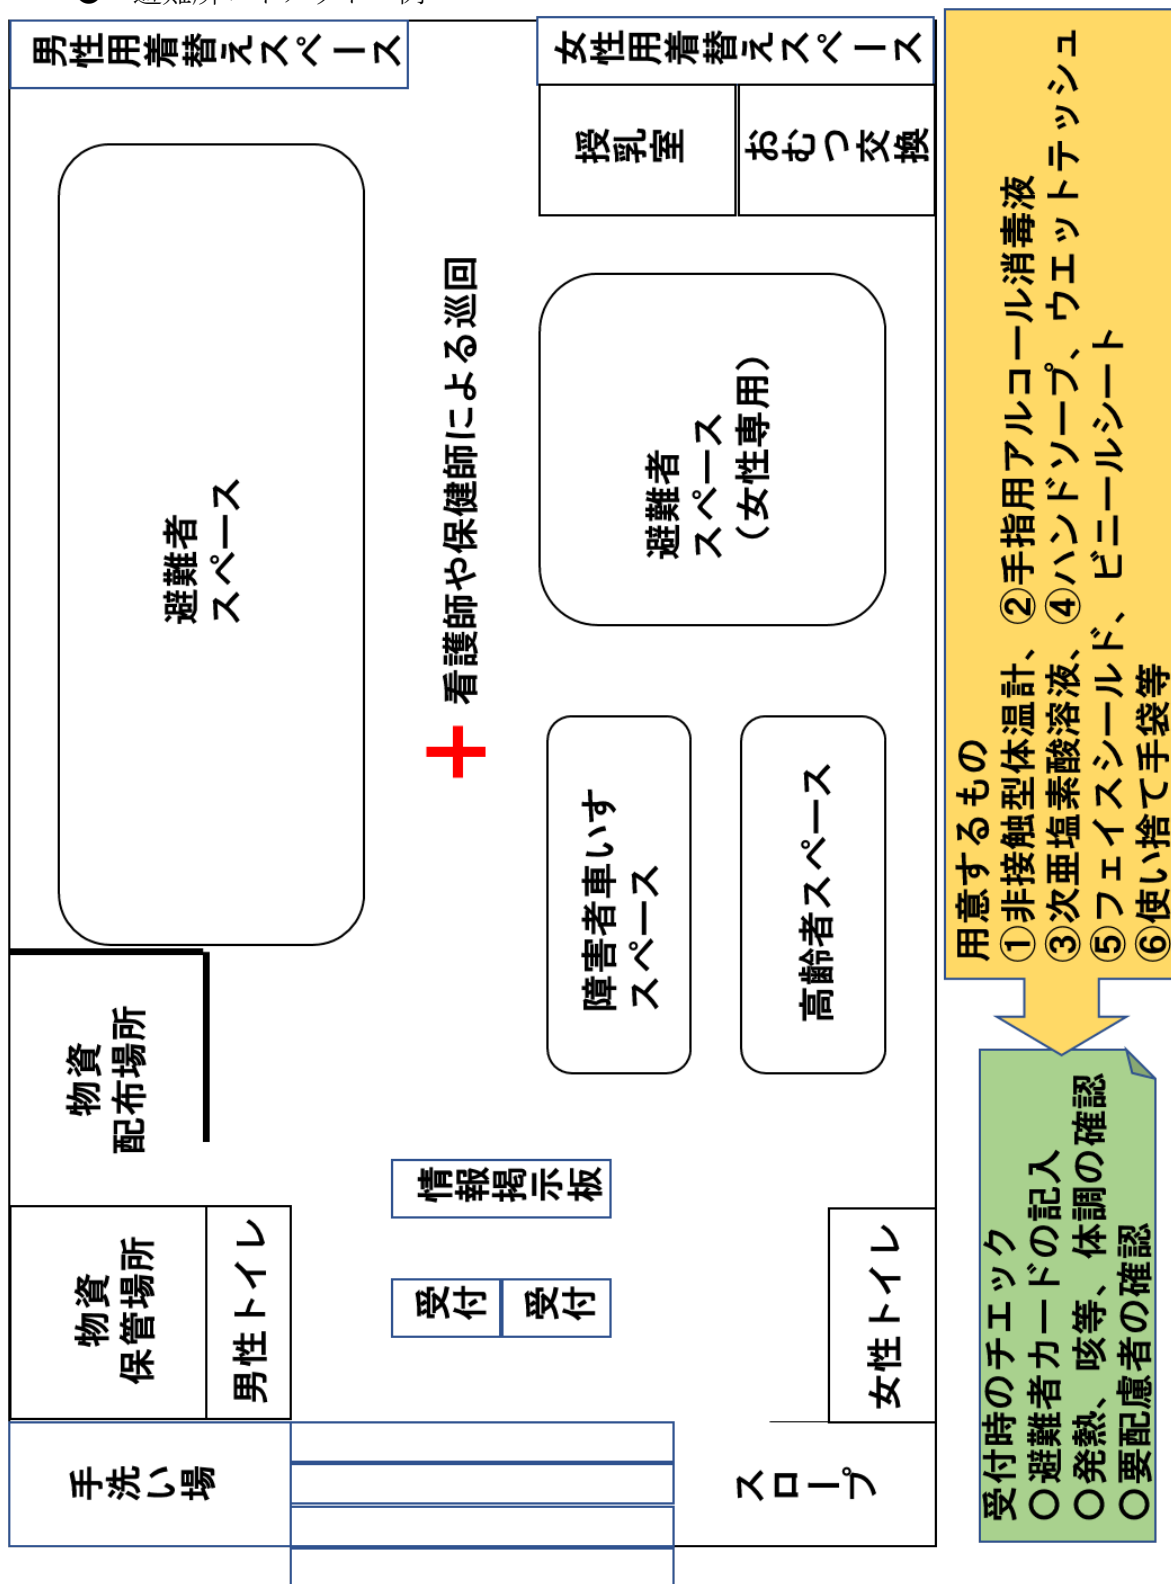 男性用着替えスペース
女性用着替えスペース
授乳室
おむつ交換
避難者
スペース
看護師や保健師による巡回
避難者
スペース
(女性専用)
障害者車いす
スペース
高齢者スペース
物資
配布場所
情報掲示板
物資
保管場所
男性トイレ
受付
受付
女性トイレ
手洗い場
スロープ
用意するもの
①非接触型体温計、②手指用アルコール消毒液
③次亜塩素酸溶液、④ハンドソープ、ウエットテッシュ
⑤フェイスシールド、ビニールシート
⑥使い捨て手袋等
受付時のチェック
〇避難者カードの記入
〇発熱、咳等、体調の確認
〇要配慮者の確認